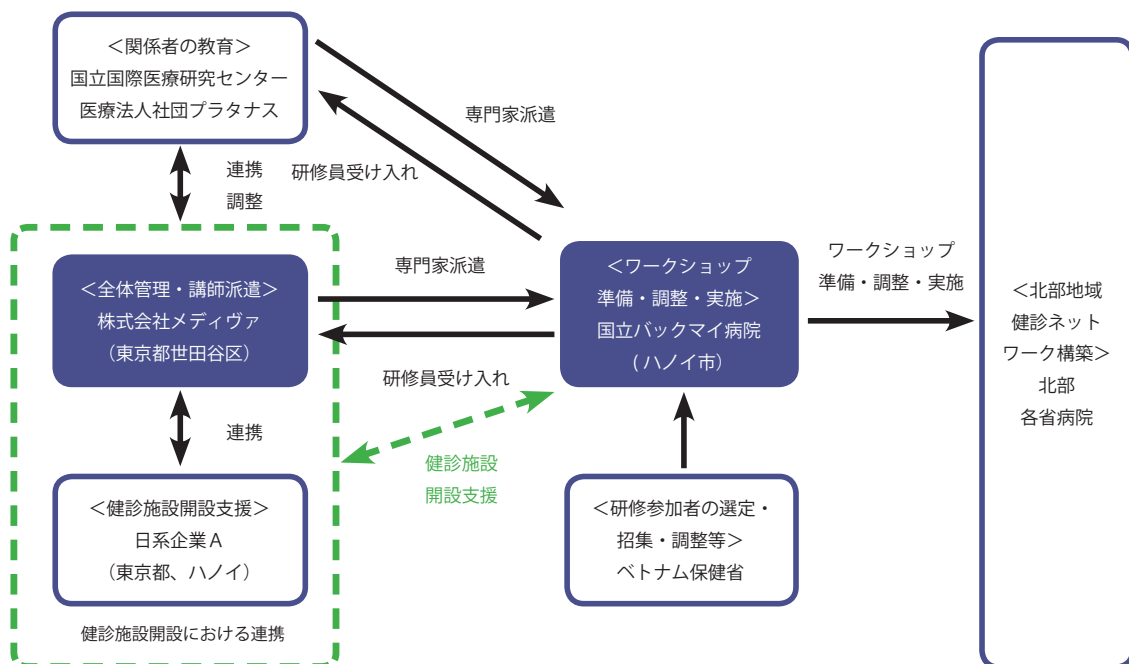 ＜関係者の教育＞
国立国際医療研究センター
医療法人社団プラタナス
専門家派遣
研修員受け入れ
連携
調整
＜全体管理・講師派遣＞
株式会社メディヴァ
（東京都世田谷区）
専門家派遣
研修員受け入れ
＜ワークショップ
準備・調整・実施＞
国立バックマイ病院
( ハノイ市）
ワークショップ
準備・調整・実施
＜北部地域
健診ネット
ワーク構築＞
北部
各省病院
連携
健診施設
開設支援
＜健診施設開設支援＞
日系企業Ａ
（東京都、ハノイ）
健診施設開設における連携
＜研修参加者の選定・
招集・調整等＞
ベトナム保健省